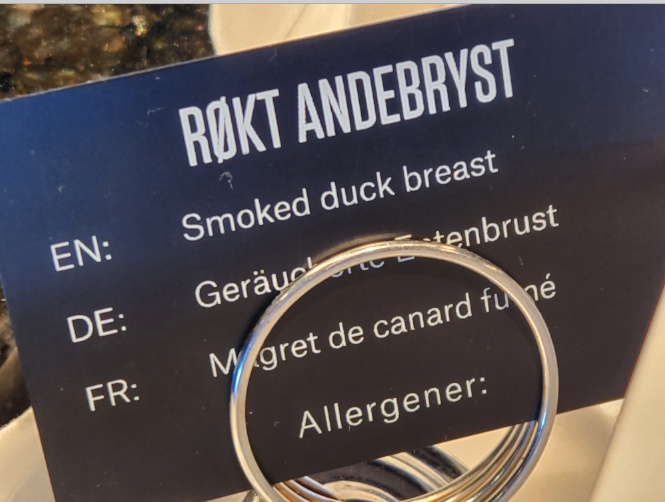 RØKT ANDEBRYST
EN: Smoked duck breast
DE: Geräucherte Entenbrust
FR: Magret de canard fumé
Allergener: